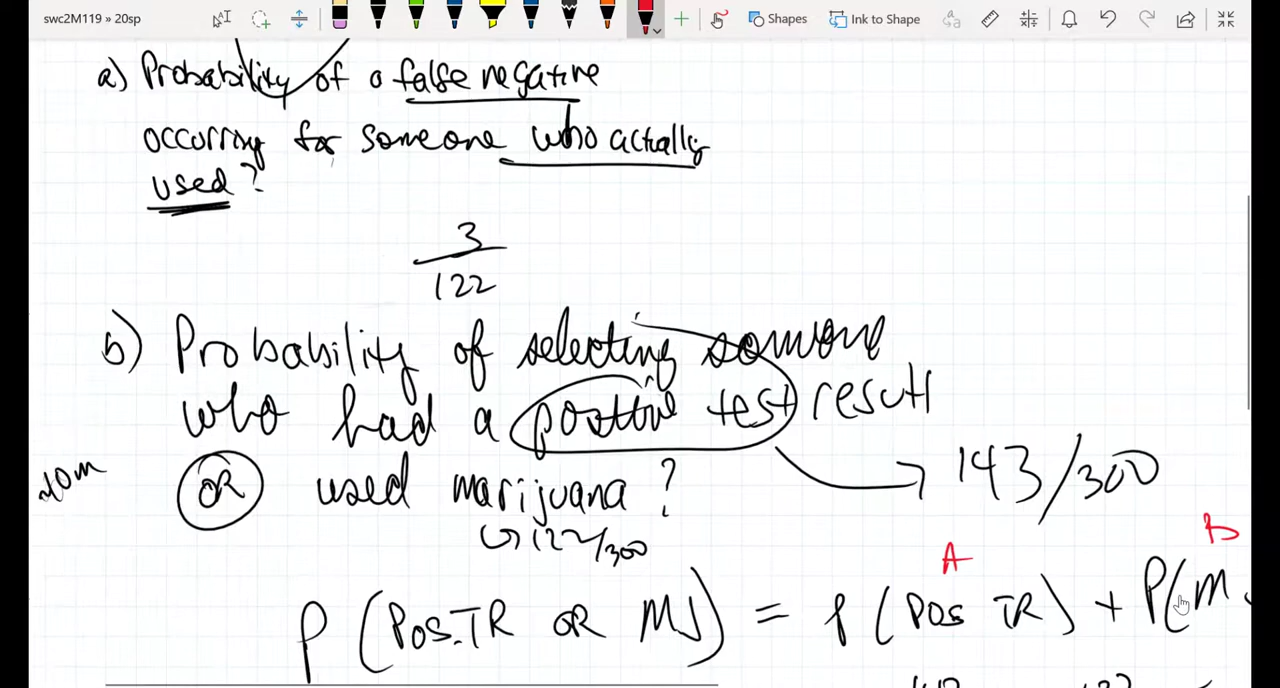 swc2M119 » 20sp
Shapes
Ink to Shape
a) Probability of a false negative
occurring for someone who actually
used?
3
122
b) Probability of selecting someone
who had a positive test result
OR used marijuana?
143/300
122/300
A
B
P (POS.TR OR MJ) = P (POS TR) + P(M